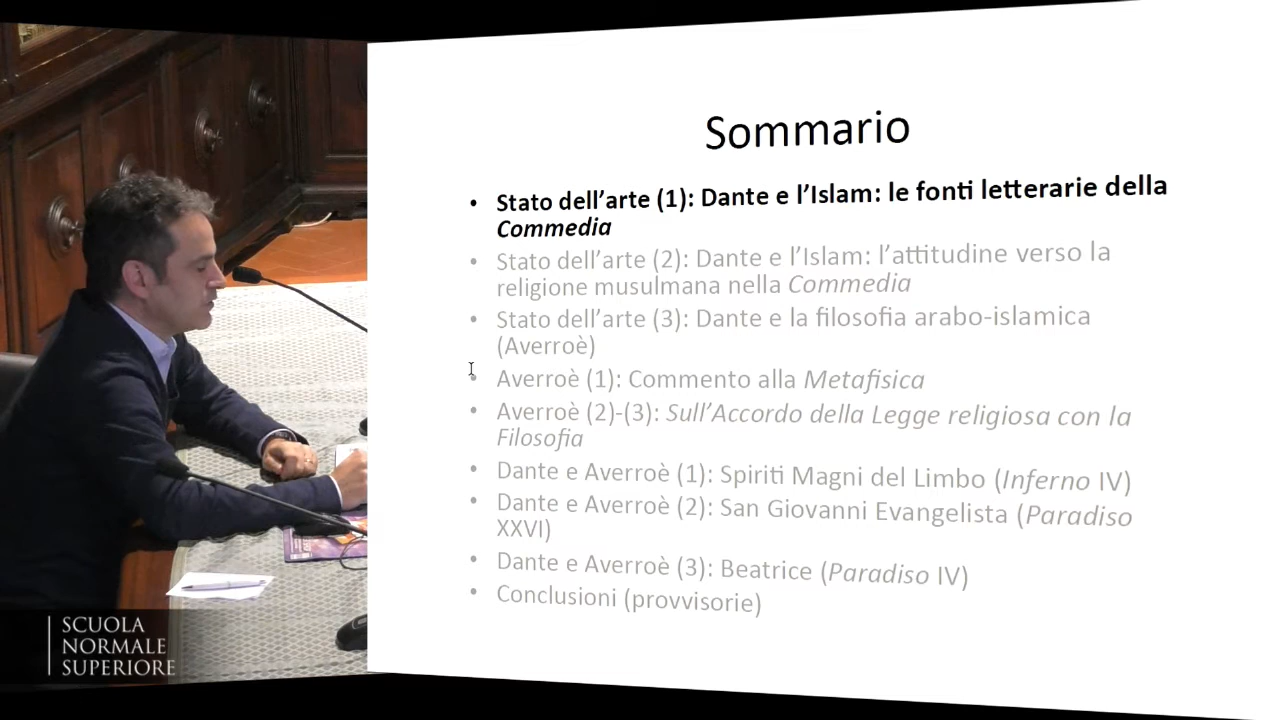 Sommario
• Stato dell’arte (1): Dante e l’Islam: le fonti letterarie della
Commedia
• Stato dell’arte (2): Dante e l’Islam: l’attitudine verso la
religione musulmana nella Commedia
• Stato dell’arte (3): Dante e la filosofia arabo-islamica
(Averroè)
• Averroè (1): Commento alla Metafisica
• Averroè (2)-(3): Sull’Accordo della Legge religiosa con la
Filosofia
• Dante e Averroè (1): Spiriti Magni del Limbo (Inferno IV)
• Dante e Averroè (2): San Giovanni Evangelista (Paradiso
XXVI)
• Dante e Averroè (3): Beatrice (Paradiso IV)
• Conclusioni (provvisorie)
SCUOLA
NORMALE
SUPERIORE